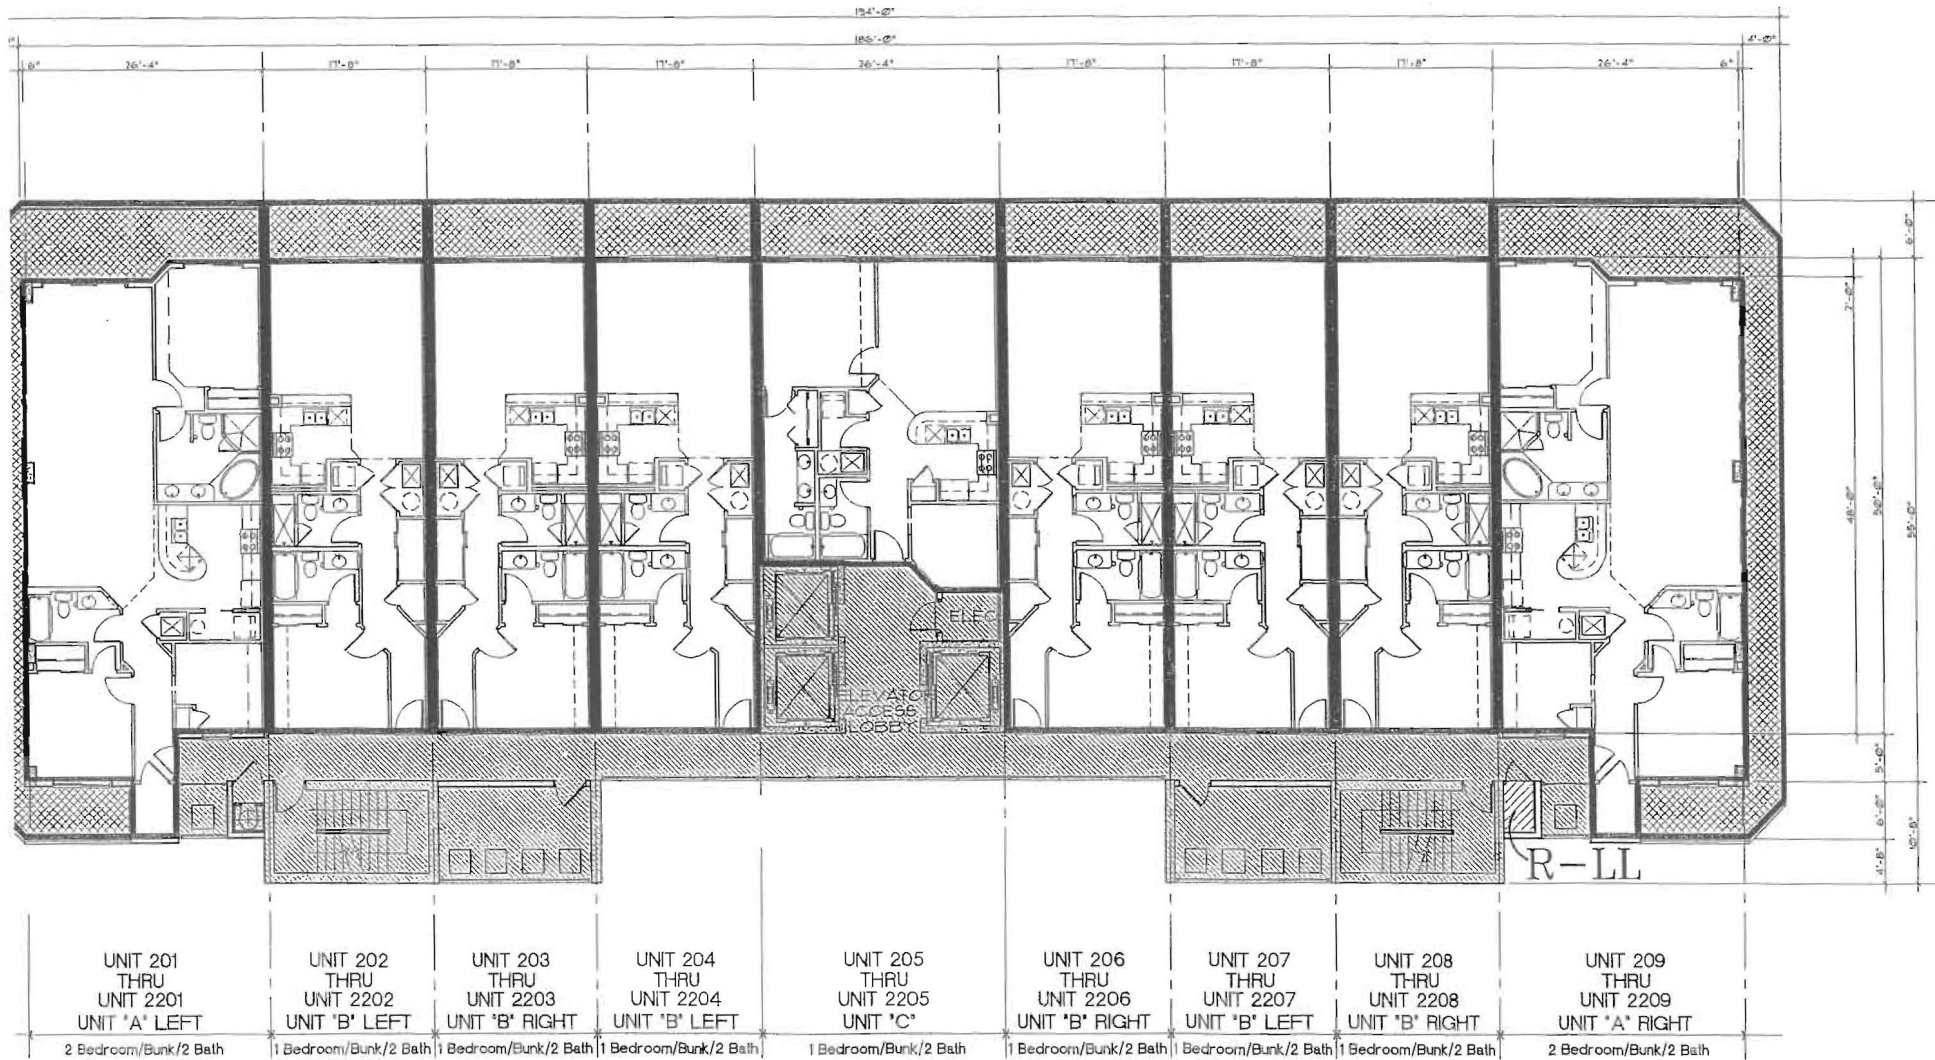 194'-0"
186'-0"
4'-0"
6" 26'-4" 17'-8" 17'-8" 17'-8" 26'-4" 17'-8" 17'-8" 17'-8" 26'-4" 6"
6'-0"
2'-0"
48'-0"
50'-0"
55'-0"
ELEC
ELEVATO
ACCESS
LOBBY
5'-0"
6'-0"
4'-8"
10'-8"
R-LL
UNIT 201
THRU
UNIT 2201
UNIT "A" LEFT
2 Bedroom/Bunk/2 Bath
UNIT 202
THRU
UNIT 2202
UNIT "B" LEFT
1 Bedroom/Bunk/2 Bath
UNIT 203
THRU
UNIT 2203
UNIT "B" RIGHT
1 Bedroom/Bunk/2 Bath
UNIT 204
THRU
UNIT 2204
UNIT "B" LEFT
1 Bedroom/Bunk/2 Bath
UNIT 205
THRU
UNIT 2205
UNIT "C"
1 Bedroom/Bunk/2 Bath
UNIT 206
THRU
UNIT 2206
UNIT "B" RIGHT
1 Bedroom/Bunk/2 Bath
UNIT 207
THRU
UNIT 2207
UNIT "B" LEFT
1 Bedroom/Bunk/2 Bath
UNIT 208
THRU
UNIT 2208
UNIT "B" RIGHT
1 Bedroom/Bunk/2 Bath
UNIT 209
THRU
UNIT 2209
UNIT "A" RIGHT
2 Bedroom/Bunk/2 Bath